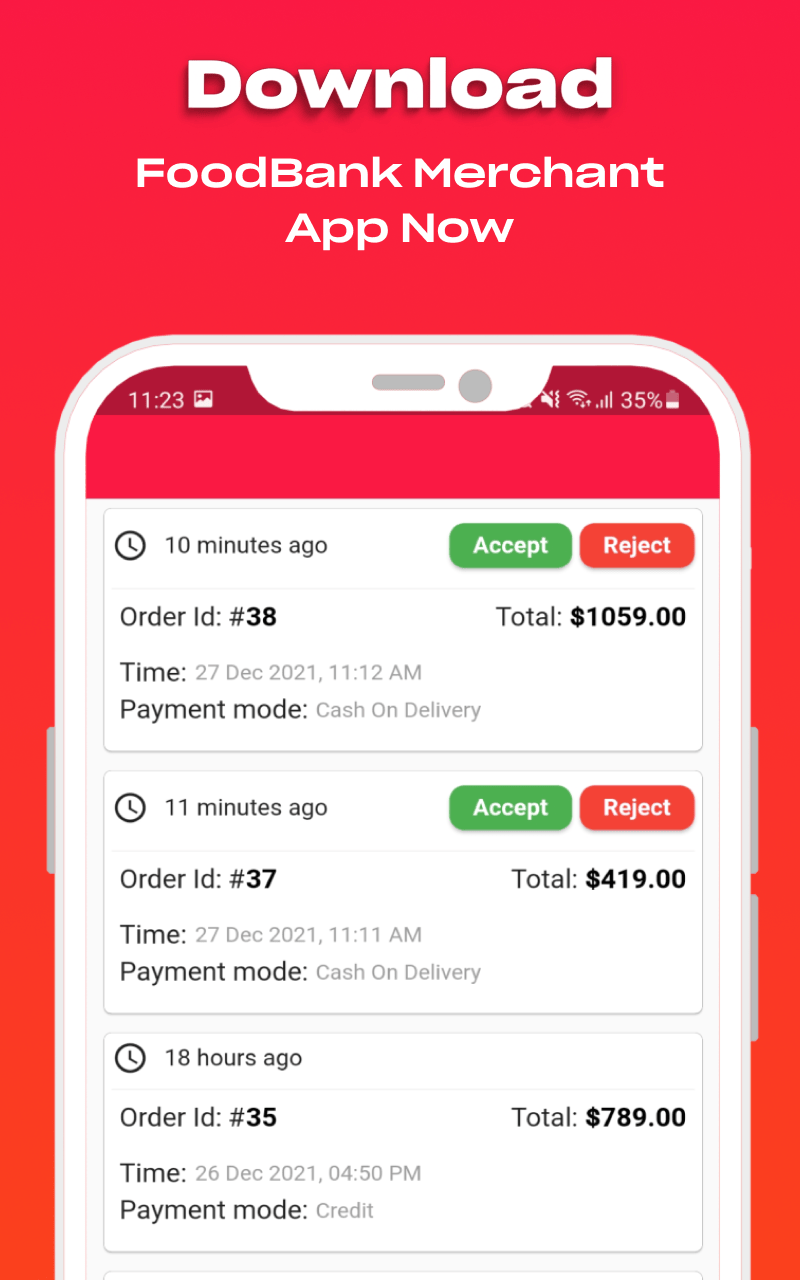 Download
FoodBank Merchant
App Now
11:23 35%
10 minutes ago Accept Reject
Order Id: #38 Total: $1059.00
Time: 27 Dec 2021, 11:12 AM
Payment mode: Cash On Delivery
11 minutes ago Accept Reject
Order Id: #37 Total: $419.00
Time: 27 Dec 2021, 11:11 AM
Payment mode: Cash On Delivery
18 hours ago
Order Id: #35 Total: $789.00
Time: 26 Dec 2021, 04:50 PM
Payment mode: Credit